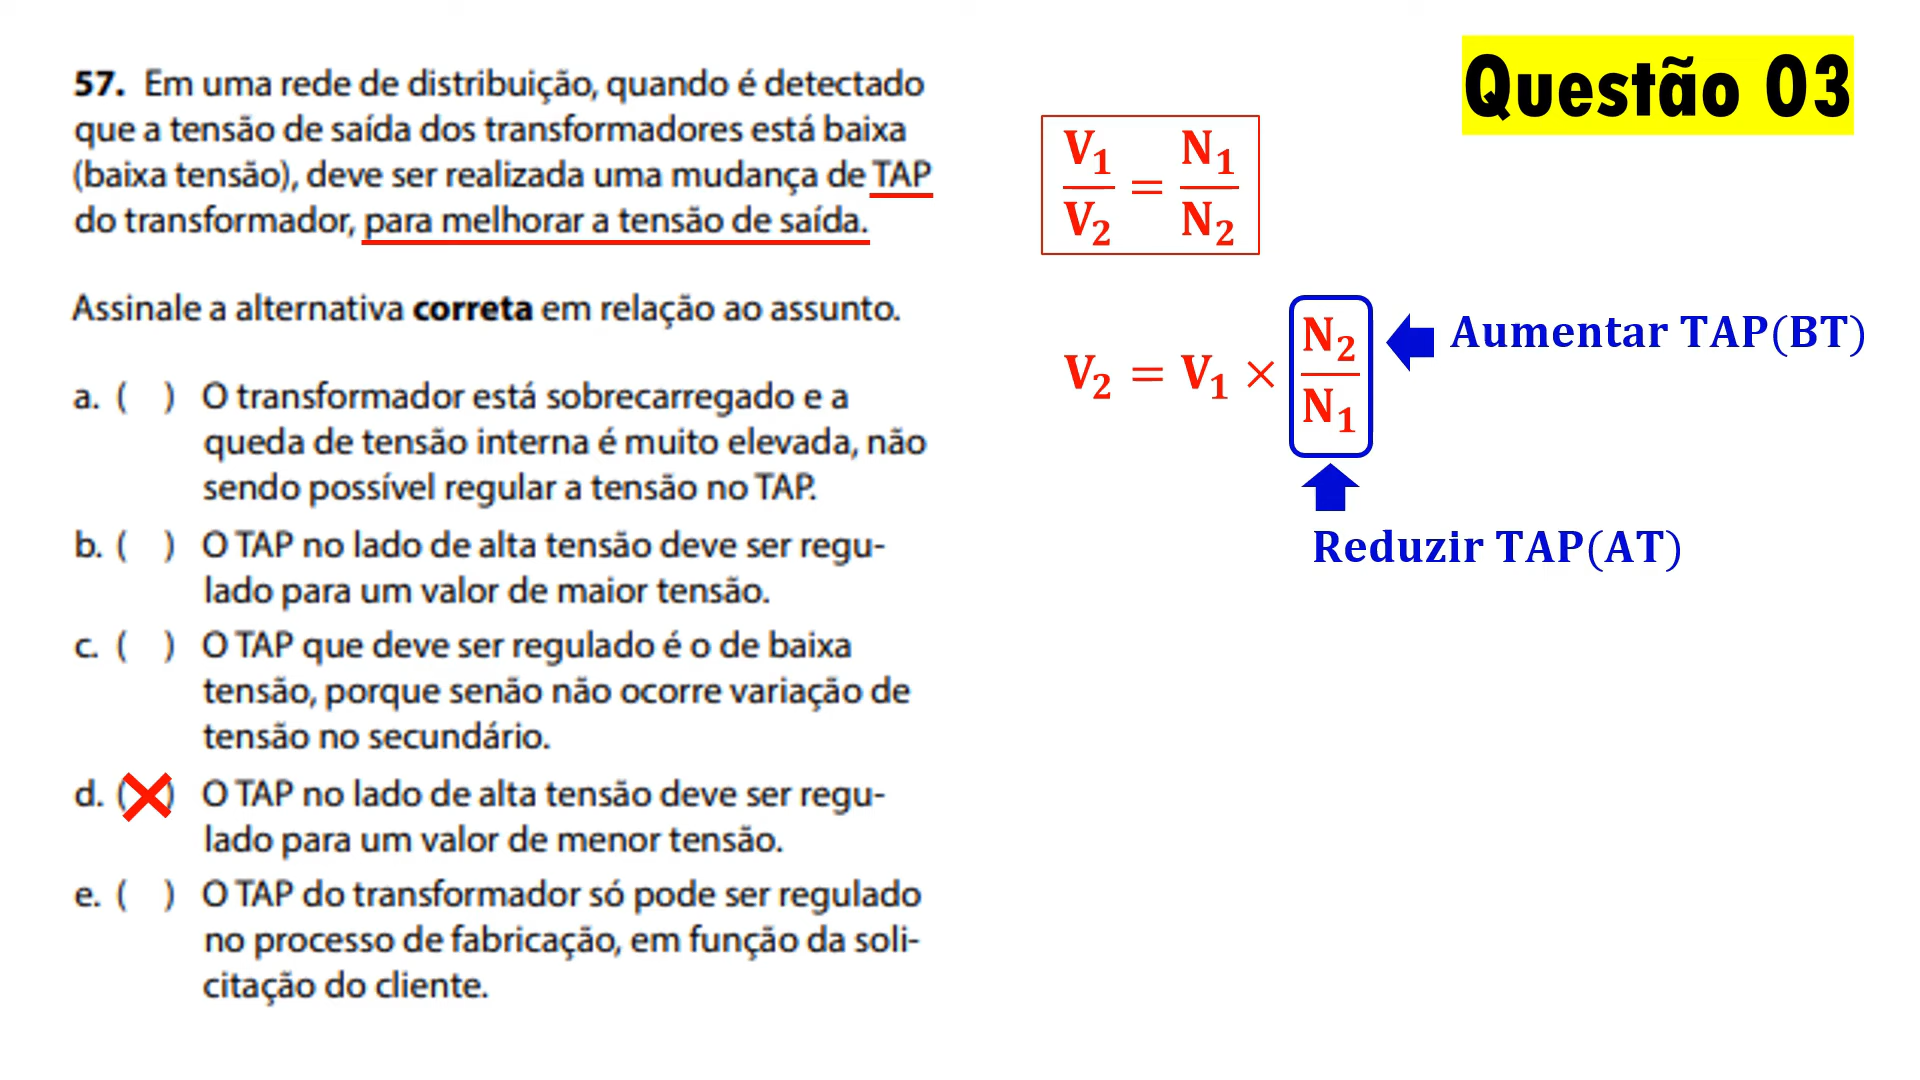 Questão 03
57. Em uma rede de distribuição, quando é detectado
que a tensão de saída dos transformadores está baixa
(baixa tensão), deve ser realizada uma mudança de TAP
do transformador, para melhorar a tensão de saída.
Assinale a alternativa correta em relação ao assunto.
a. ( ) O transformador está sobrecarregado e a
queda de tensão interna é muito elevada, não
sendo possível regular a tensão no TAP.
b. ( ) O TAP no lado de alta tensão deve ser regu-
lado para um valor de maior tensão.
c. ( ) O TAP que deve ser regulado é o de baixa
tensão, porque senão não ocorre variação de
tensão no secundário.
d. (X) O TAP no lado de alta tensão deve ser regu-
lado para um valor de menor tensão.
e. ( ) O TAP do transformador só pode ser regulado
no processo de fabricação, em função da soli-
citação do cliente.
V₁/V₂ = N₁/N₂
V₂ = V₁ × N₂/N₁
Aumentar TAP(BT)
Reduzir TAP(AT)